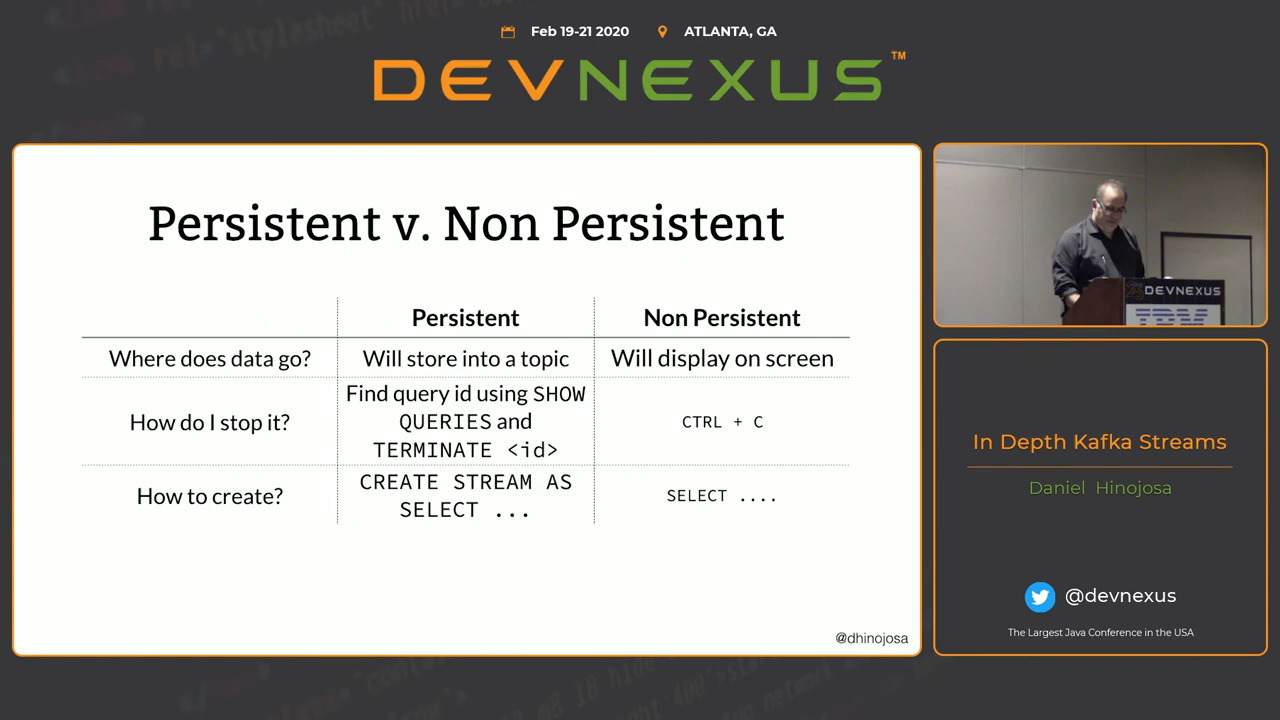 Feb 19-21 2020 ATLANTA, GA
DEVNEXUS™
Persistent v. Non Persistent
Persistent Non Persistent
Where does data go? Will store into a topic Will display on screen
How do I stop it? Find query id using SHOW QUERIES and TERMINATE <id> CTRL + C
How to create? CREATE STREAM AS SELECT ... SELECT ....
@dhinojosa
DEVNEXUS
IBM
In Depth Kafka Streams
Daniel Hinojosa
@devnexus
The Largest Java Conference in the USA